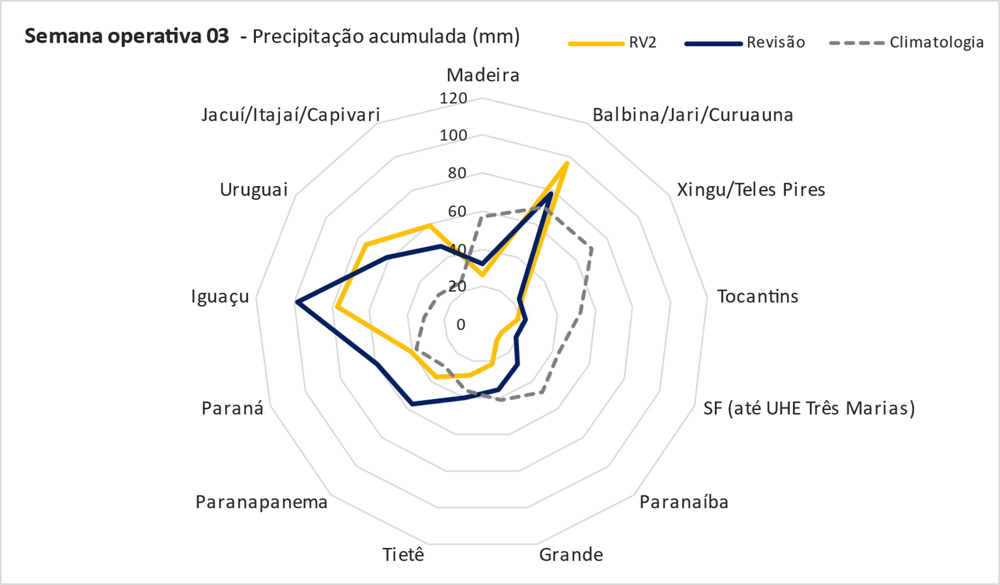 Semana operativa 03 - Precipitação acumulada (mm)
RV2
Revisão
Climatologia
Madeira
120
Jacuí/Itajaí/Capivari
Balbina/Jari/Curuauna
100
80
Uruguai
Xingu/Teles Pires
60
40
20
Iguaçu
Tocantins
0
Paraná
SF (até UHE Três Marias)
Paranapanema
Paranaíba
Tietê
Grande